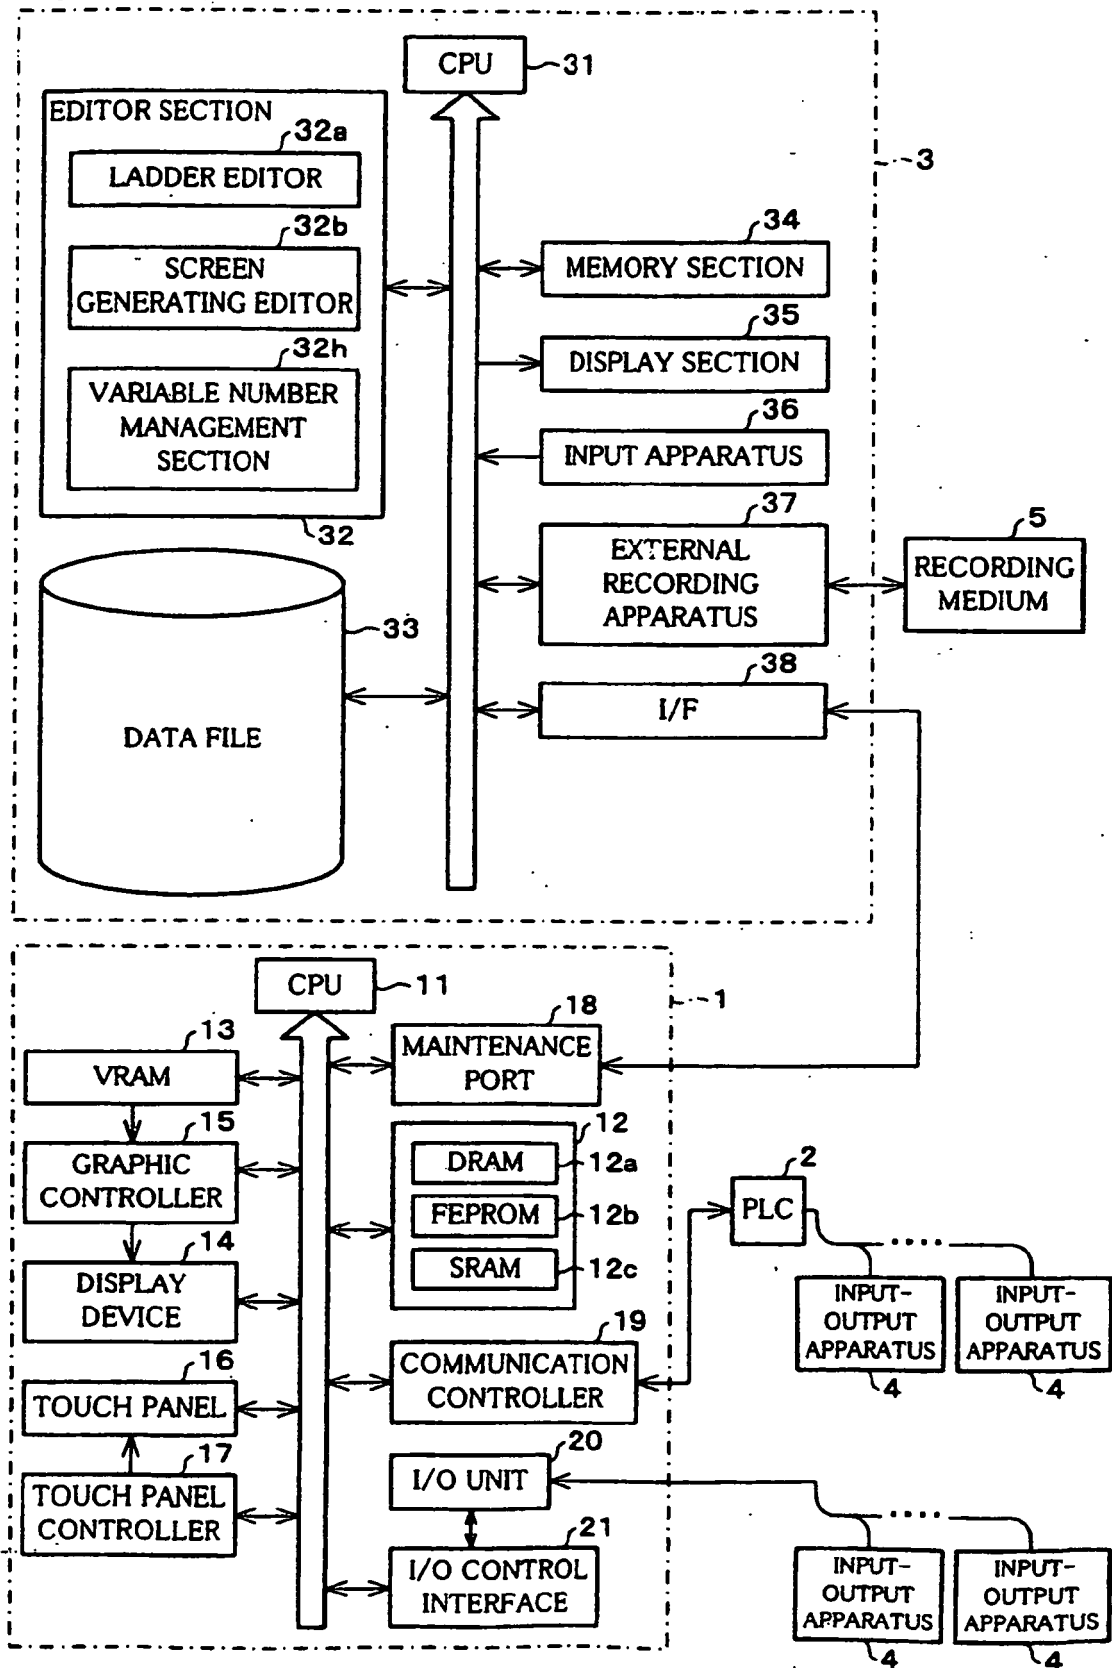 CPU
31
EDITOR SECTION
32a
LADDER EDITOR
32b
SCREEN
GENERATING EDITOR
32h
VARIABLE NUMBER
MANAGEMENT
SECTION
32
3
34
MEMORY SECTION
35
DISPLAY SECTION
36
INPUT APPARATUS
37
EXTERNAL
RECORDING
APPARATUS
5
RECORDING
MEDIUM
33
DATA FILE
38
I/F
CPU
11
1
13
VRAM
18
MAINTENANCE
PORT
15
GRAPHIC
CONTROLLER
12
DRAM
12a
FEPROM
12b
SRAM
12c
2
PLC
14
DISPLAY
DEVICE
INPUT-
OUTPUT
APPARATUS
4
INPUT-
OUTPUT
APPARATUS
4
19
COMMUNICATION
CONTROLLER
16
TOUCH PANEL
17
TOUCH PANEL
CONTROLLER
20
I/O UNIT
21
I/O CONTROL
INTERFACE
INPUT-
OUTPUT
APPARATUS
4
INPUT-
OUTPUT
APPARATUS
4